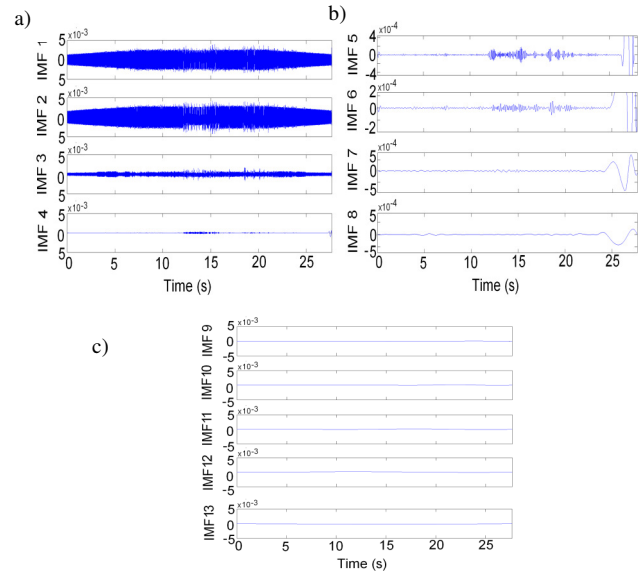 a)
x10⁻³
5
0
5
IMF 1
x10⁻³
5
0
5
IMF 2
x10⁻³
5
0
5
IMF 3
x10⁻³
5
0
5
IMF 4
0 5 10 15 20 25
Time (s)
b)
x10⁻⁴
4
0
-4
IMF 5
x10⁻⁴
2
0
-2
IMF 6
x10⁻⁴
5
0
-5
IMF 7
x10⁻⁴
5
0
-5
IMF 8
0 5 10 15 20 25
Time (s)
c)
x10⁻³
5
0
5
IMF 9
x10⁻³
5
0
5
IMF10
x10⁻³
5
0
5
IMF11
x10⁻³
5
0
-5
IMF12
x10⁻³
5
0
-5
IMF13
0 5 10 15 20 25
Time (s)